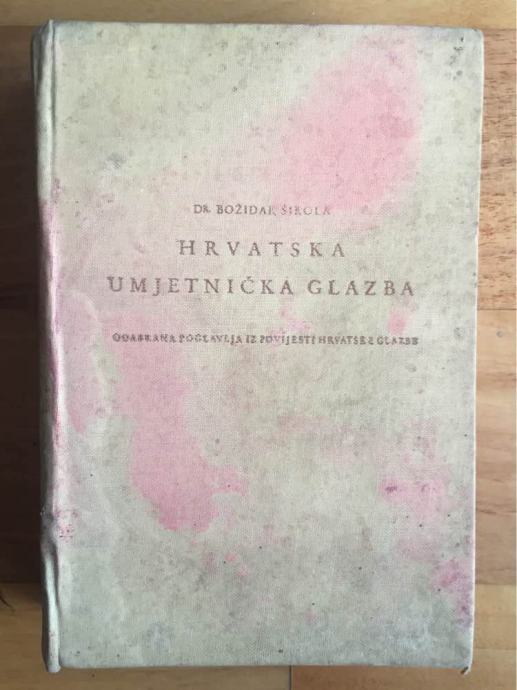 DR. BOŽIDAR ŠIROLA
HRVATSKA
UMJETNIČKA GLAZBA
ODABRANA POGLAVLJA IZ POVIJESTI HRVATSKE GLAZBE